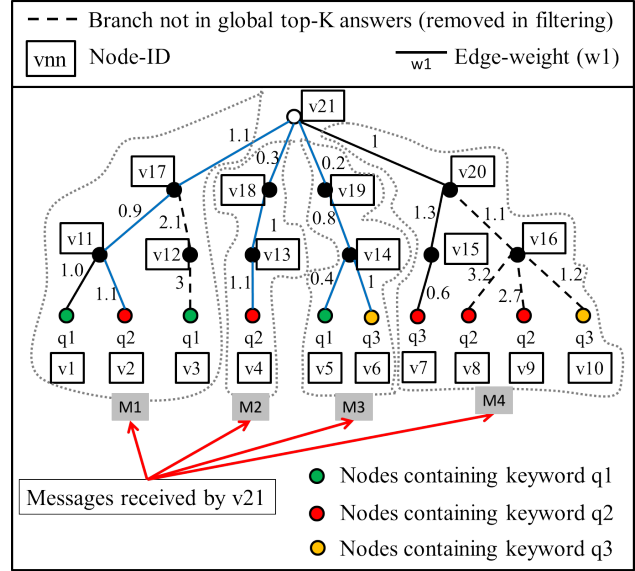 Branch not in global top-K answers (removed in filtering)
vnn Node-ID w1 Edge-weight (w1)
v21
1.1 0.3 0.2 1
v17 v18 v19 v20
0.9 2.1 1 0.8 1.3 1.1
v11 v12 v13 v14 v15 v16
1.0 1.1 3 1.1 0.4 1 0.6 3.2 2.7 1.2
q1 q2 q1 q2 q1 q3 q3 q2 q2 q3
v1 v2 v3 v4 v5 v6 v7 v8 v9 v10
M1 M2 M3 M4
Messages received by v21
Nodes containing keyword q1
Nodes containing keyword q2
Nodes containing keyword q3